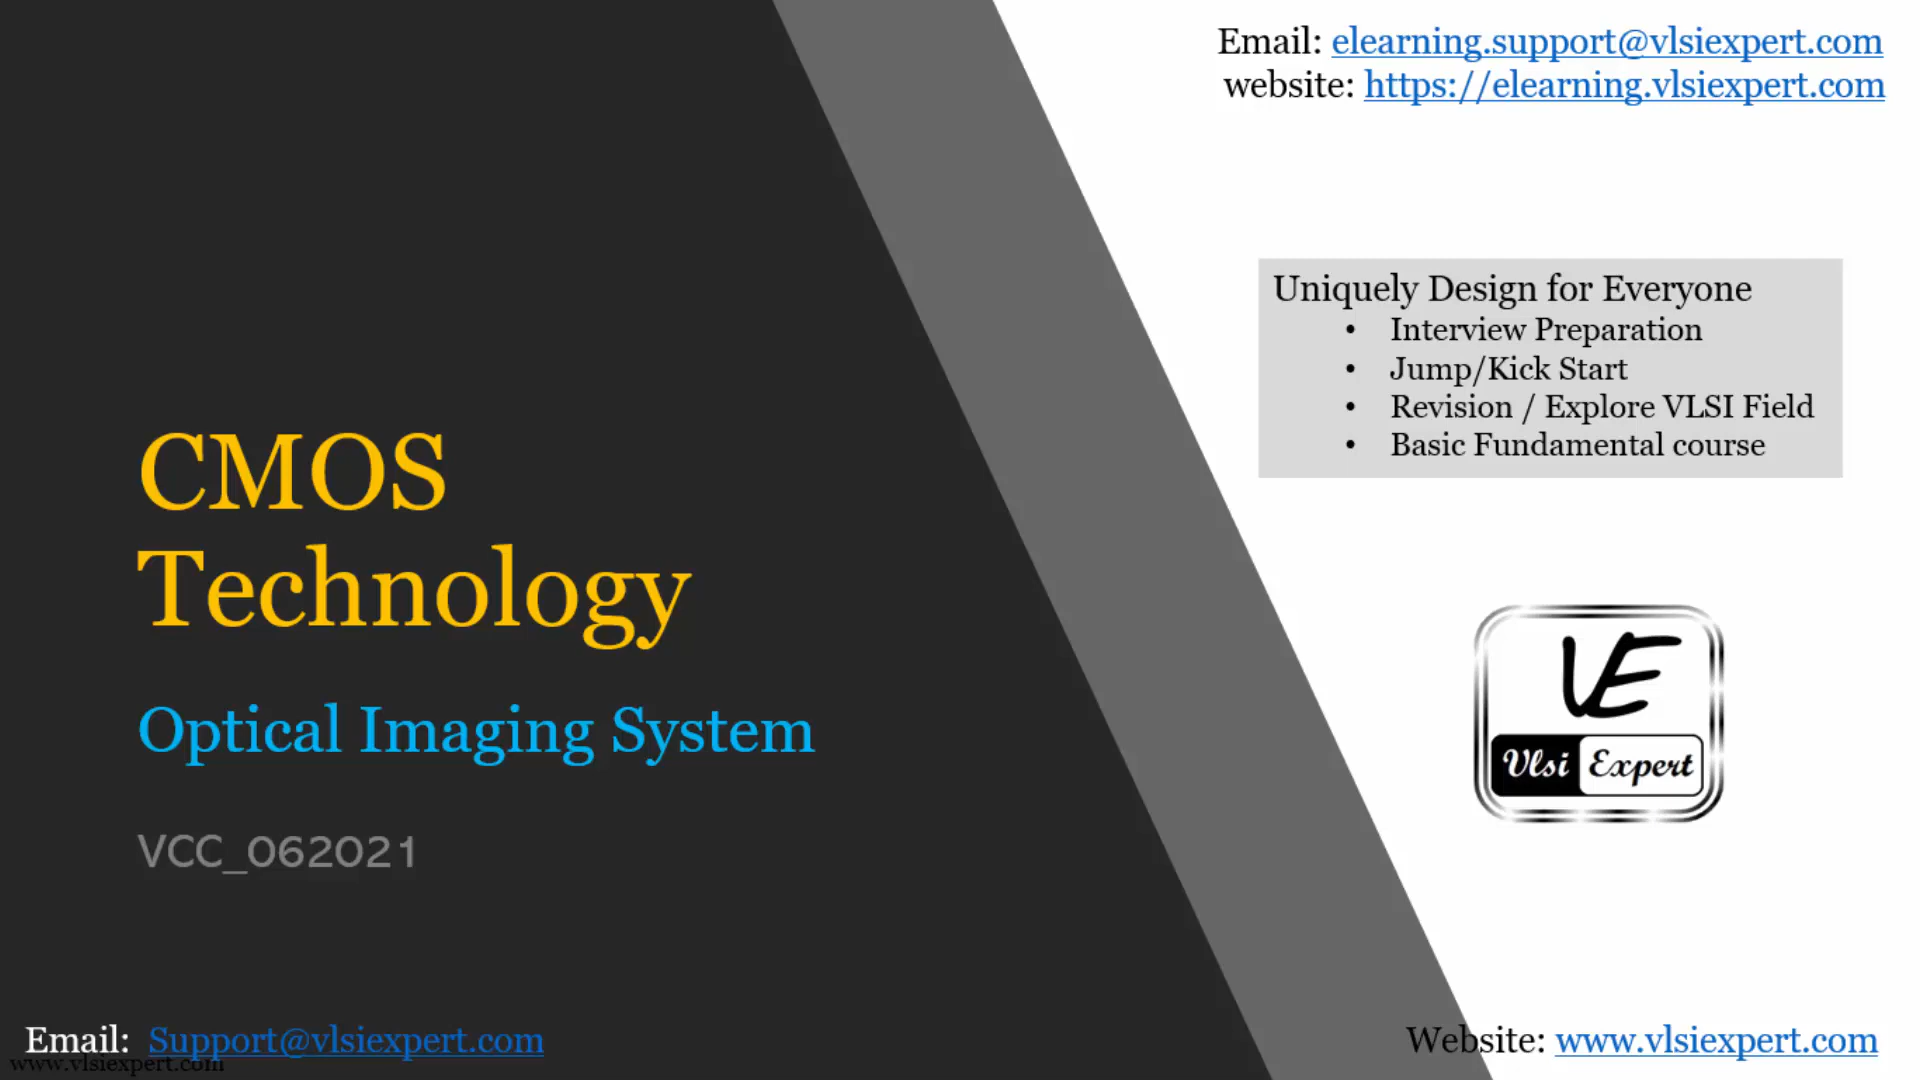 Email: elearning.support@vlsiexpert.com
website: https://elearning.vlsiexpert.com
Uniquely Design for Everyone
• Interview Preparation
• Jump/Kick Start
• Revision / Explore VLSI Field
• Basic Fundamental course
CMOS
Technology
Optical Imaging System
VCC_062021
VE
Vlsi Expert
Email: Support@vlsiexpert.com
www.vlsiexpert.com
Website: www.vlsiexpert.com